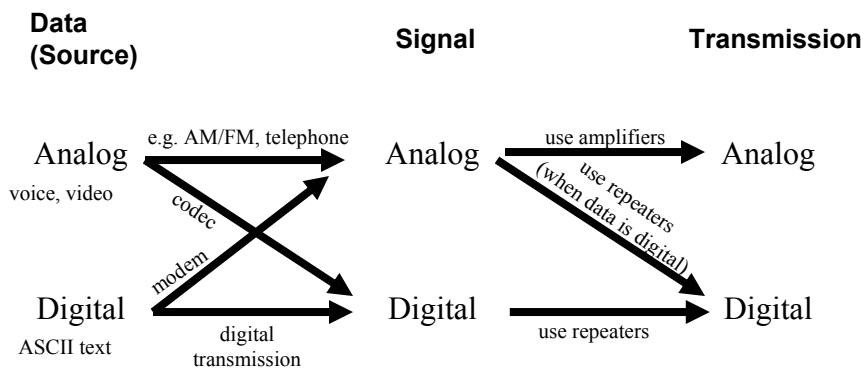 Data
(Source)
Signal
Transmission
e.g. AM/FM, telephone
use amplifiers
Analog
Analog
Analog
voice, video
codec
use repeaters
(when data is digital)
modem
Digital
Digital
Digital
ASCII text
digital
transmission
use repeaters